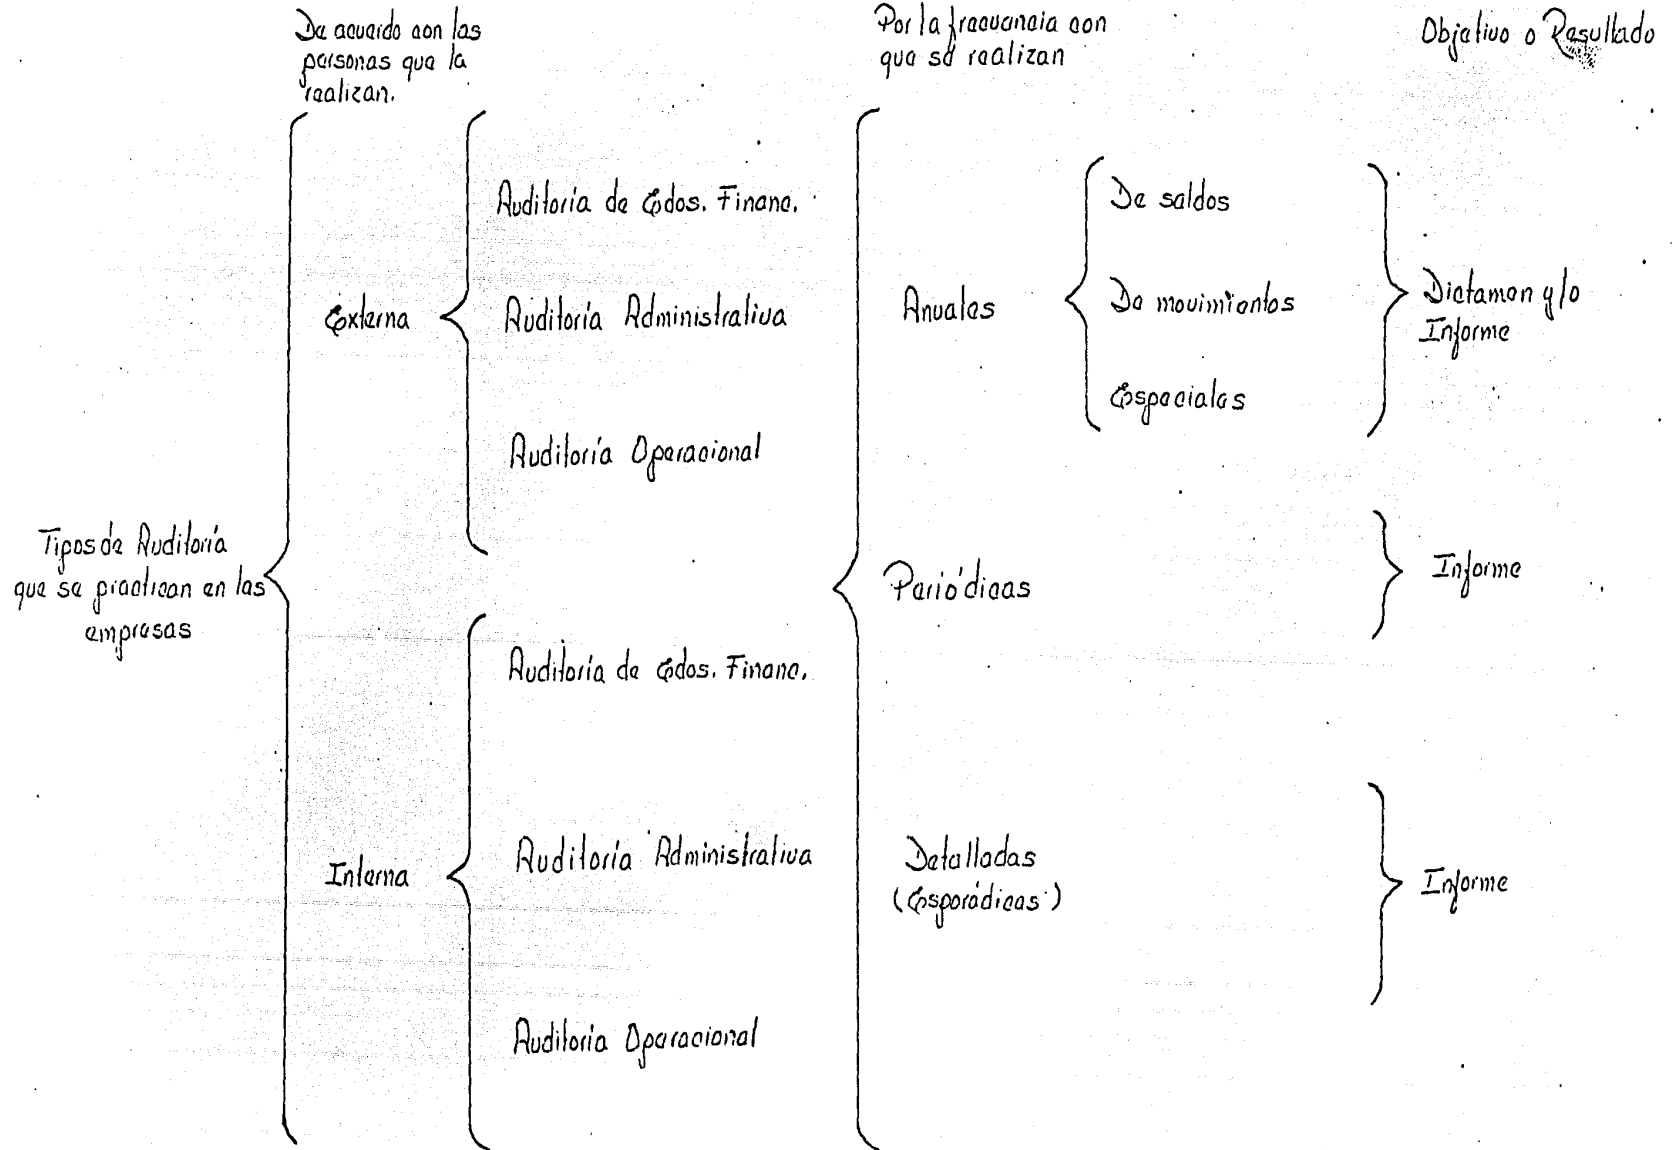 De acuerdo con las
personas que la
realizan.
Por la frecuencia con
que se realizan
Objetivo o Resultado
Tipos de Auditoría
que se practican en las
empresas
Externa
Auditoría de Edos. Financ.
Auditoría Administrativa
Auditoría Operacional
Interna
Auditoría de Edos. Financ.
Auditoría Administrativa
Auditoría Operacional
Anuales
De saldos
De movimientos
Especiales
Dictamen y/o
Informe
Periódicas
Informe
Detalladas
(Esporádicas)
Informe